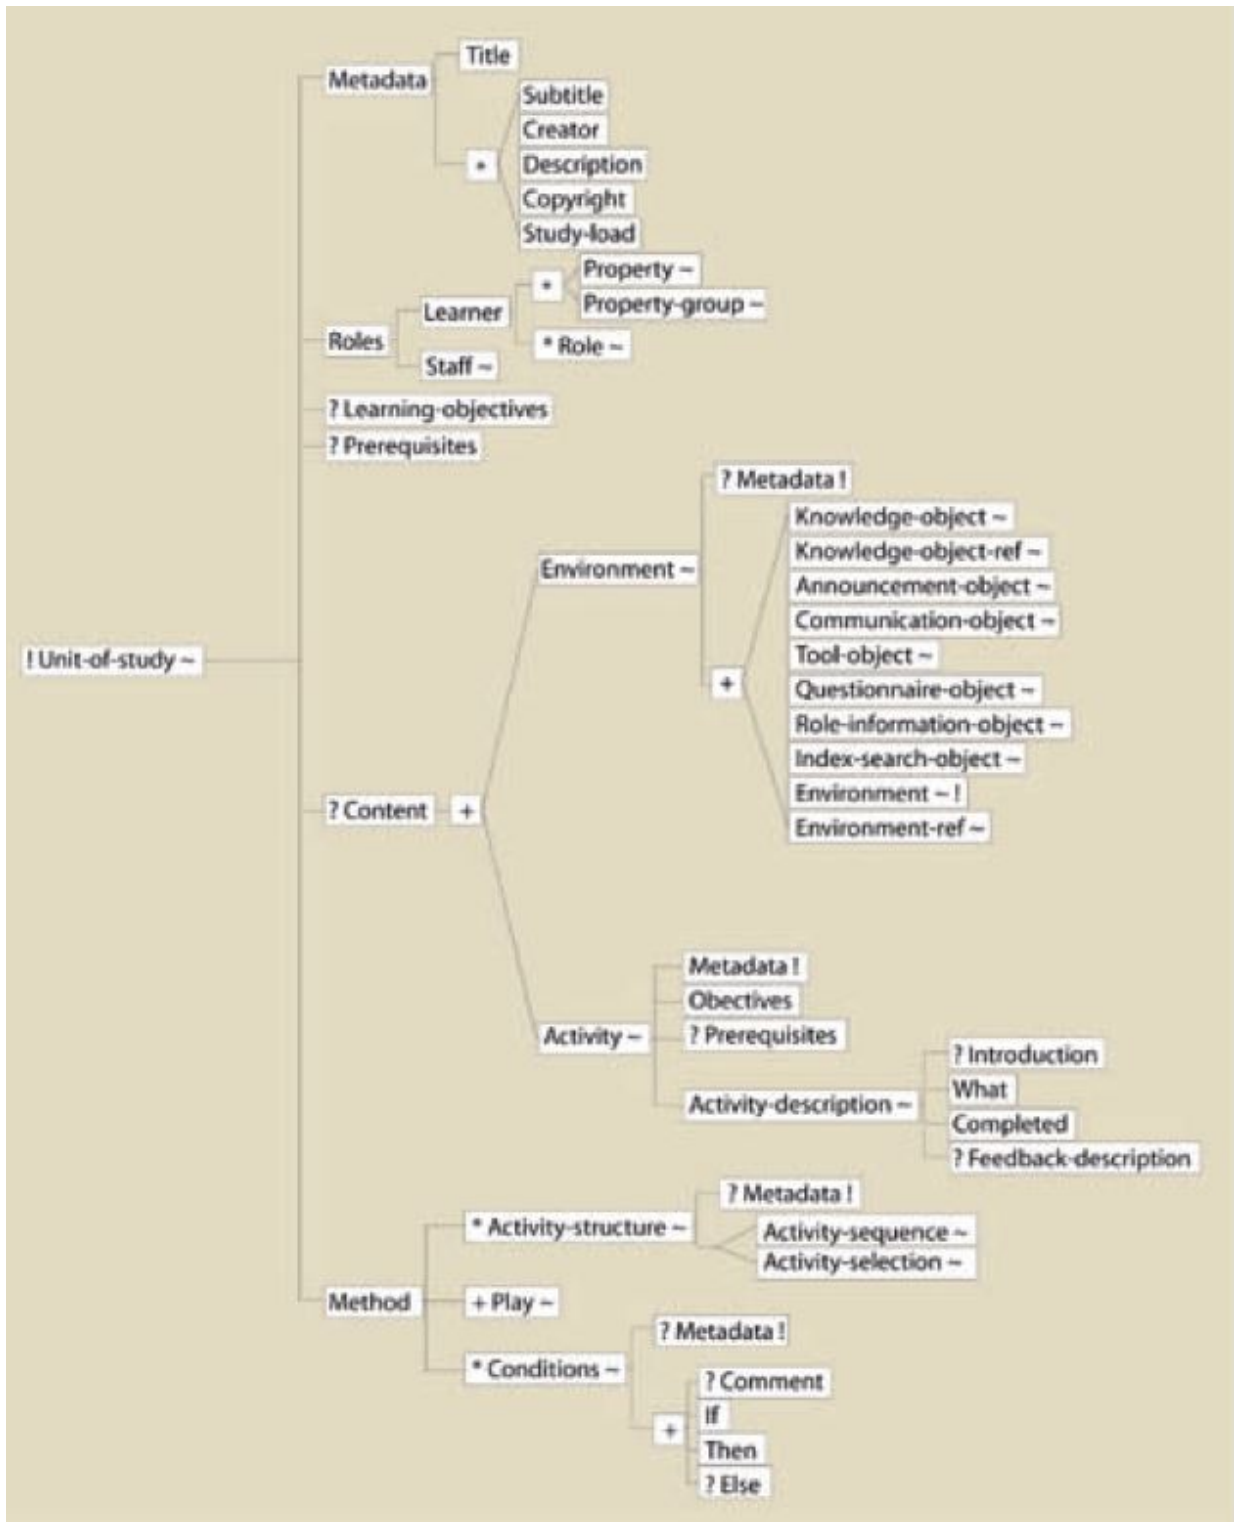 Title
Metadata
Subtitle
Creator
*
Description
Copyright
Study-load
Property ~
*
Property-group ~
Learner
Roles
* Role ~
Staff ~
? Learning-objectives
? Prerequisites
? Metadata !
Knowledge-object ~
Knowledge-object-ref ~
Environment ~
Announcement-object ~
Communication-object ~
! Unit-of-study ~
Tool-object ~
+
Questionnaire-object ~
Role-information-object ~
Index-search-object ~
Environment ~ !
? Content
+
Environment-ref ~
Metadata !
Obectives
Activity ~
? Prerequisites
? Introduction
What
Activity-description ~
Completed
? Feedback-description
? Metadata !
* Activity-structure ~
Activity-sequence ~
Activity-selection ~
Method
+ Play ~
? Metadata !
* Conditions ~
? Comment
If
+
Then
? Else